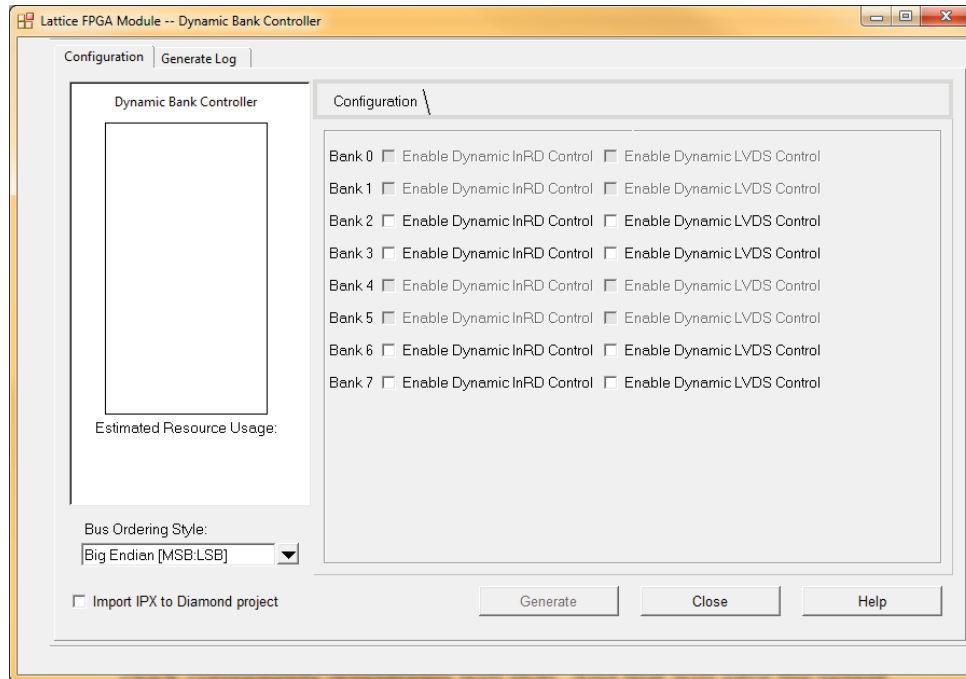 Lattice FPGA Module -- Dynamic Bank Controller
Configuration Generate Log
Dynamic Bank Controller
Estimated Resource Usage:
Bus Ordering Style:
Big Endian [MSB:LSB]
Configuration
Bank 0 Enable Dynamic InRD Control Enable Dynamic LVDS Control
Bank 1 Enable Dynamic InRD Control Enable Dynamic LVDS Control
Bank 2 Enable Dynamic InRD Control Enable Dynamic LVDS Control
Bank 3 Enable Dynamic InRD Control Enable Dynamic LVDS Control
Bank 4 Enable Dynamic InRD Control Enable Dynamic LVDS Control
Bank 5 Enable Dynamic InRD Control Enable Dynamic LVDS Control
Bank 6 Enable Dynamic InRD Control Enable Dynamic LVDS Control
Bank 7 Enable Dynamic InRD Control Enable Dynamic LVDS Control
Import IPX to Diamond project Generate Close Help